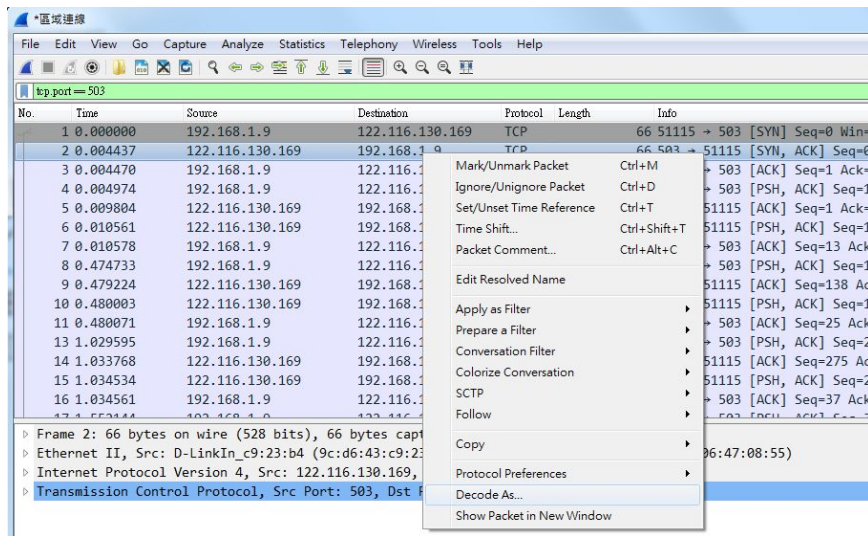 *區域連線
File Edit View Go Capture Analyze Statistics Telephony Wireless Tools Help
tcp.port == 503
No. Time Source Destination Protocol Length Info
1 0.000000 192.168.1.9 122.116.130.169 TCP 66 51115 → 503 [SYN] Seq=0 Win=
2 0.004437 122.116.130.169 192.168.1.9 66 503 → 51115 [SYN, ACK] Seq=0
3 0.004470 192.168.1.9 122.116.1 → 503 [ACK] Seq=1 Ack=
4 0.004974 192.168.1.9 122.116.1 → 503 [PSH, ACK] Seq=1
5 0.009804 122.116.130.169 192.168. 51115 [ACK] Seq=1 Ack=
6 0.010561 122.116.130.169 192.168. 51115 [PSH, ACK] Seq=1
7 0.010578 192.168.1.9 122.116.1 → 503 [ACK] Seq=13 Ack
8 0.474733 192.168.1.9 122.116.1 → 503 [PSH, ACK] Seq=1
9 0.479224 122.116.130.169 192.168. 51115 [ACK] Seq=138 Ac
10 0.480003 122.116.130.169 192.168. 51115 [PSH, ACK] Seq=1
11 0.480071 192.168.1.9 122.116.1 → 503 [ACK] Seq=25 Ack
13 1.029595 192.168.1.9 122.116.1 → 503 [PSH, ACK] Seq=2
14 1.033768 122.116.130.169 192.168. 51115 [ACK] Seq=275 Ac
15 1.034534 122.116.130.169 192.168. 51115 [PSH, ACK] Seq=2
16 1.034561 192.168.1.9 122.116.1 → 503 [ACK] Seq=37 Ack
Mark/Unmark Packet Ctrl+M
Ignore/Unignore Packet Ctrl+D
Set/Unset Time Reference Ctrl+T
Time Shift... Ctrl+Shift+T
Packet Comment... Ctrl+Alt+C
Edit Resolved Name
Apply as Filter
Prepare a Filter
Conversation Filter
Colorize Conversation
SCTP
Follow
Copy
Protocol Preferences
Decode As...
Show Packet in New Window
Frame 2: 66 bytes on wire (528 bits), 66 bytes capt
Ethernet II, Src: D-LinkIn_c9:23:b4 (9c:d6:43:c9:23 06:47:08:55)
Internet Protocol Version 4, Src: 122.116.130.169,
Transmission Control Protocol, Src Port: 503, Dst P